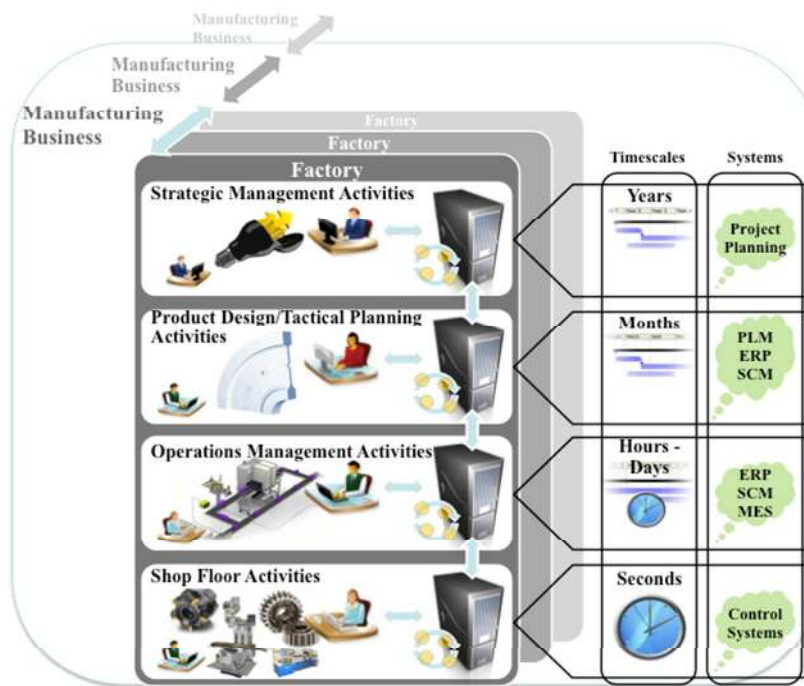 Manufacturing
Business
Manufacturing
Business
Manufacturing
Business
Factory
Factory
Factory
Timescales
Systems
Strategic Management Activities
Years
Project
Planning
Product Design/Tactical Planning
Activities
Months
PLM
ERP
SCM
Operations Management Activities
Hours -
Days
ERP
SCM
MES
Shop Floor Activities
Seconds
Control
Systems